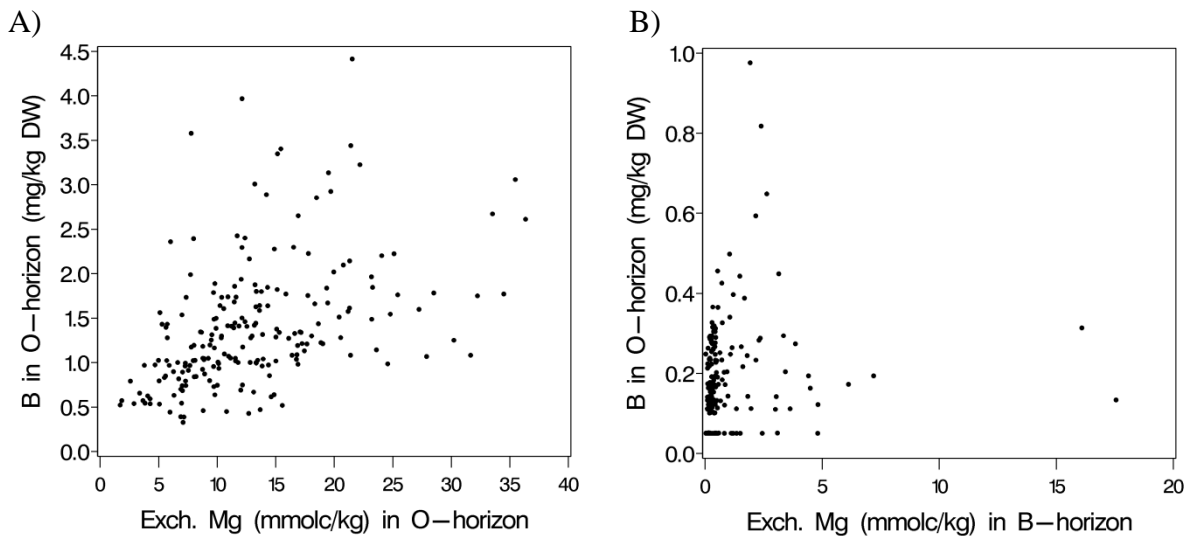 A)
4.5
4.0
3.5
3.0
2.5
2.0
1.5
1.0
0.5
0.0
B in O−horizon (mg/kg DW)
0 5 10 15 20 25 30 35 40
Exch. Mg (mmolc/kg) in O−horizon
B)
1.0
0.8
0.6
0.4
0.2
0.0
B in O−horizon (mg/kg DW)
0 5 10 15 20
Exch. Mg (mmolc/kg) in B−horizon